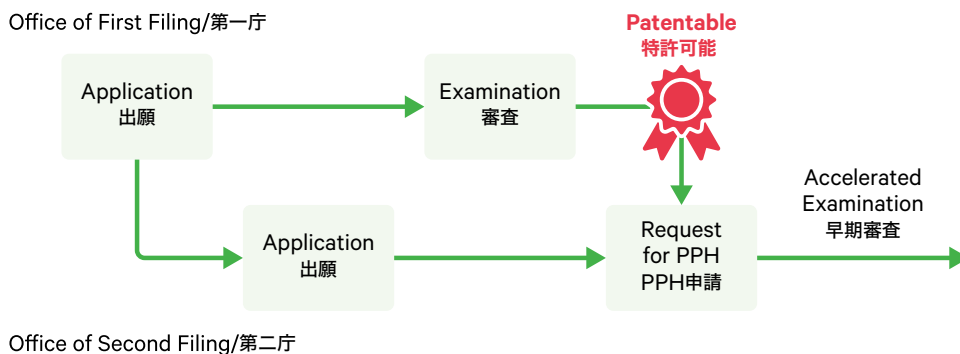 Office of First Filing/第一庁
Patentable
特許可能
Application
出願
Examination
審査
Accelerated
Examination
早期審査
Application
出願
Request
for PPH
PPH申請
Office of Second Filing/第二庁